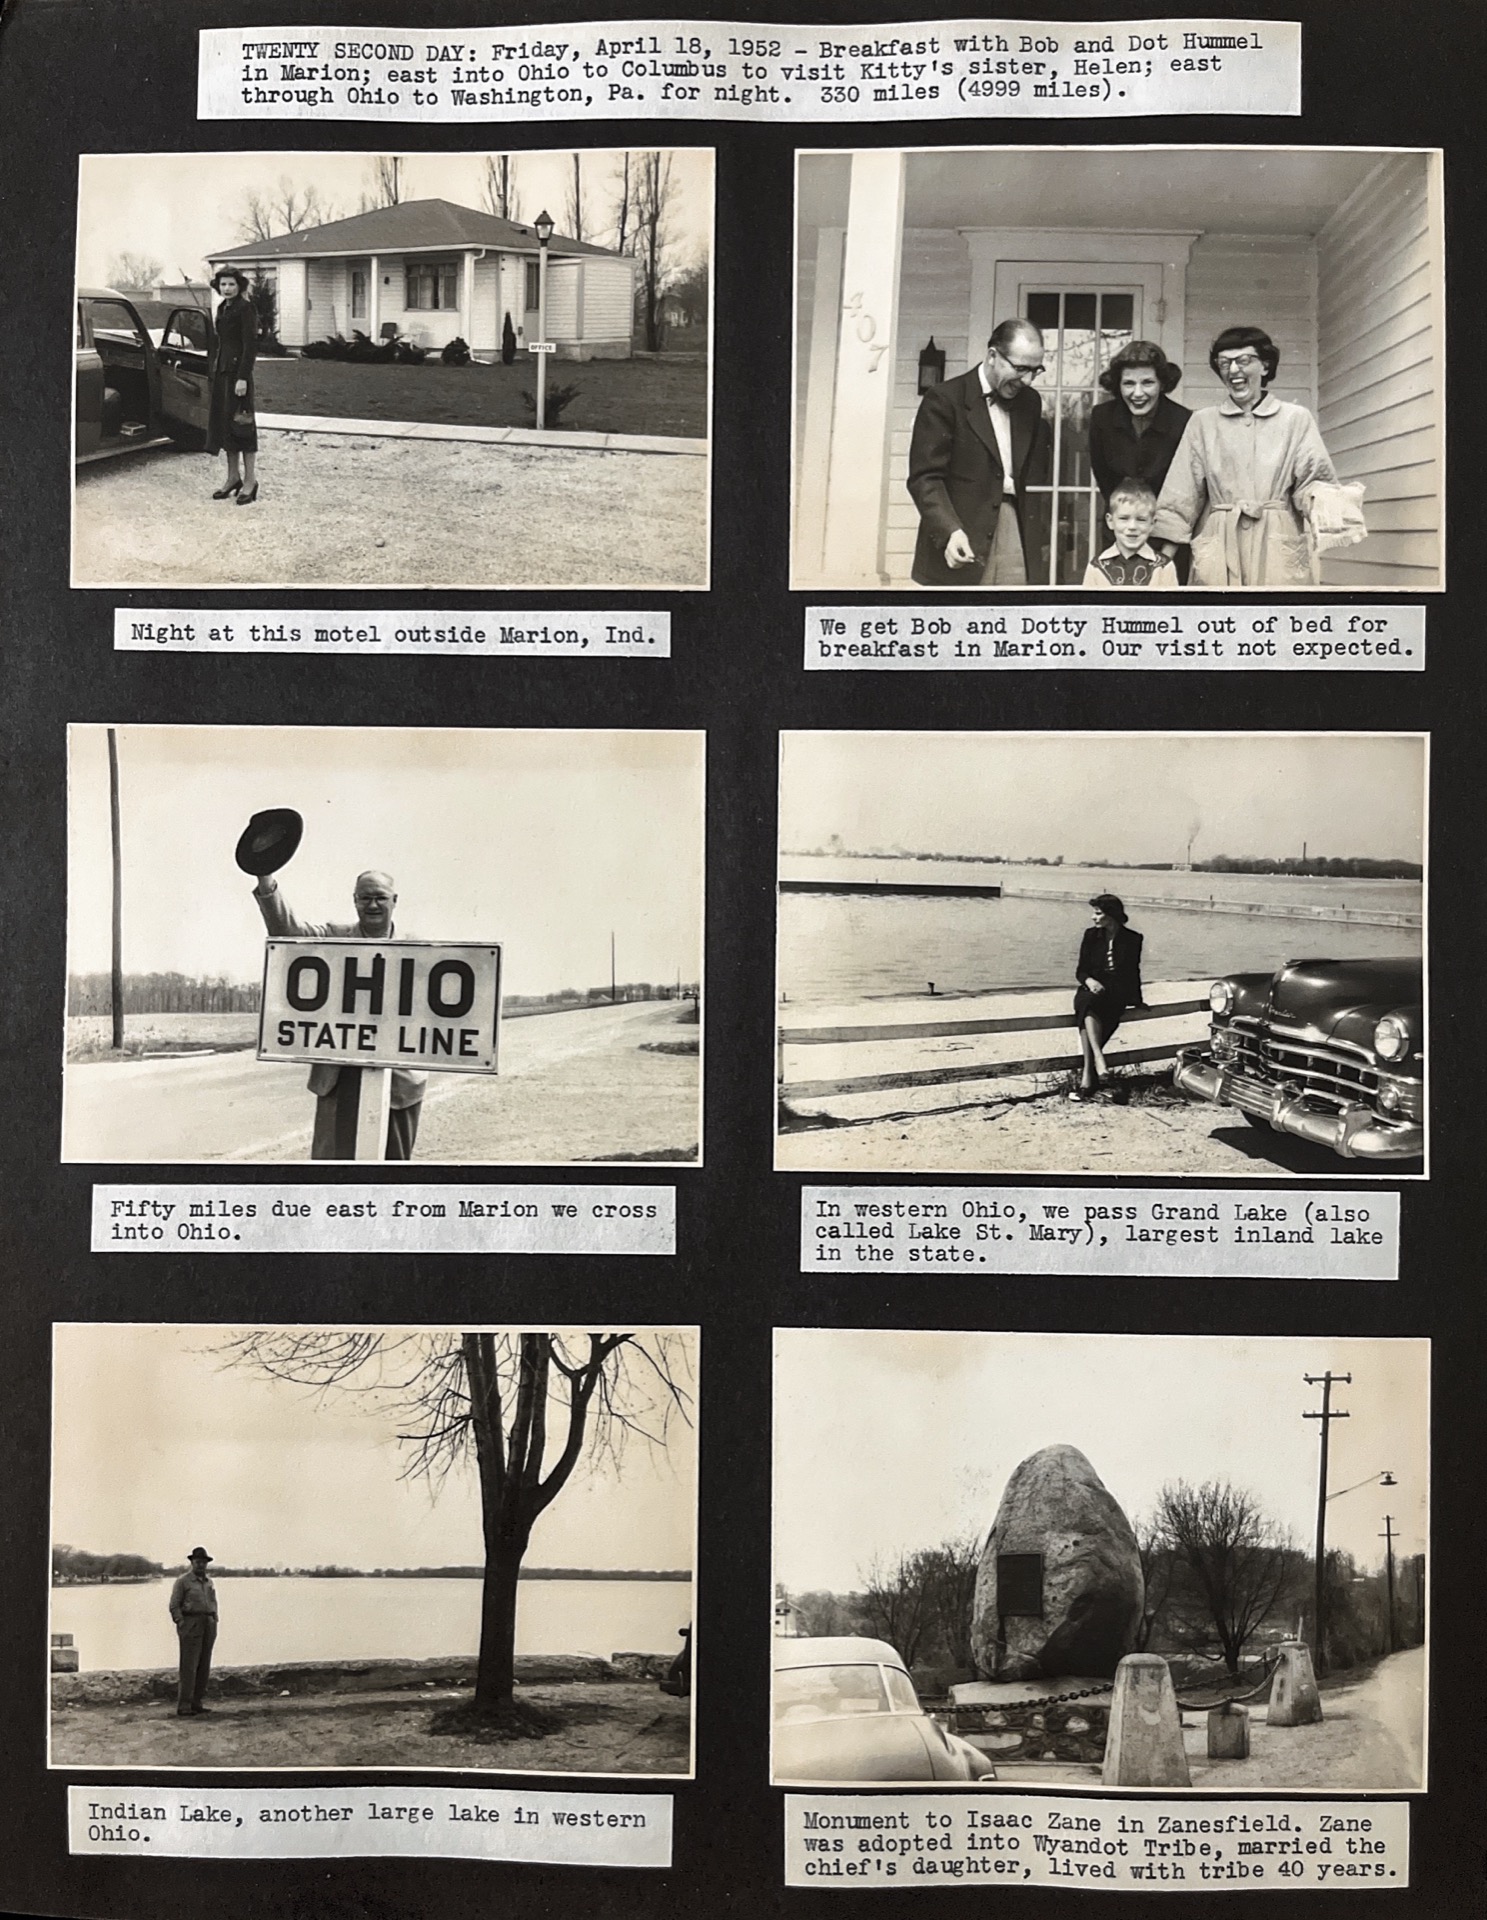 TWENTY SECOND DAY: Friday, April 18, 1952 - Breakfast with Bob and Dot Hummel
in Marion; east into Ohio to Columbus to visit Kitty's sister, Helen; east
through Ohio to Washington, Pa. for night. 330 miles (4999 miles).
OFFICE
407
Night at this motel outside Marion, Ind.
We get Bob and Dotty Hummel out of bed for
breakfast in Marion. Our visit not expected.
OHIO
STATE LINE
Fifty miles due east from Marion we cross
into Ohio.
In western Ohio, we pass Grand Lake (also
called Lake St. Mary), largest inland lake
in the state.
Indian Lake, another large lake in western
Ohio.
Monument to Isaac Zane in Zanesfield. Zane
was adopted into Wyandot Tribe, married the
chief's daughter, lived with tribe 40 years.